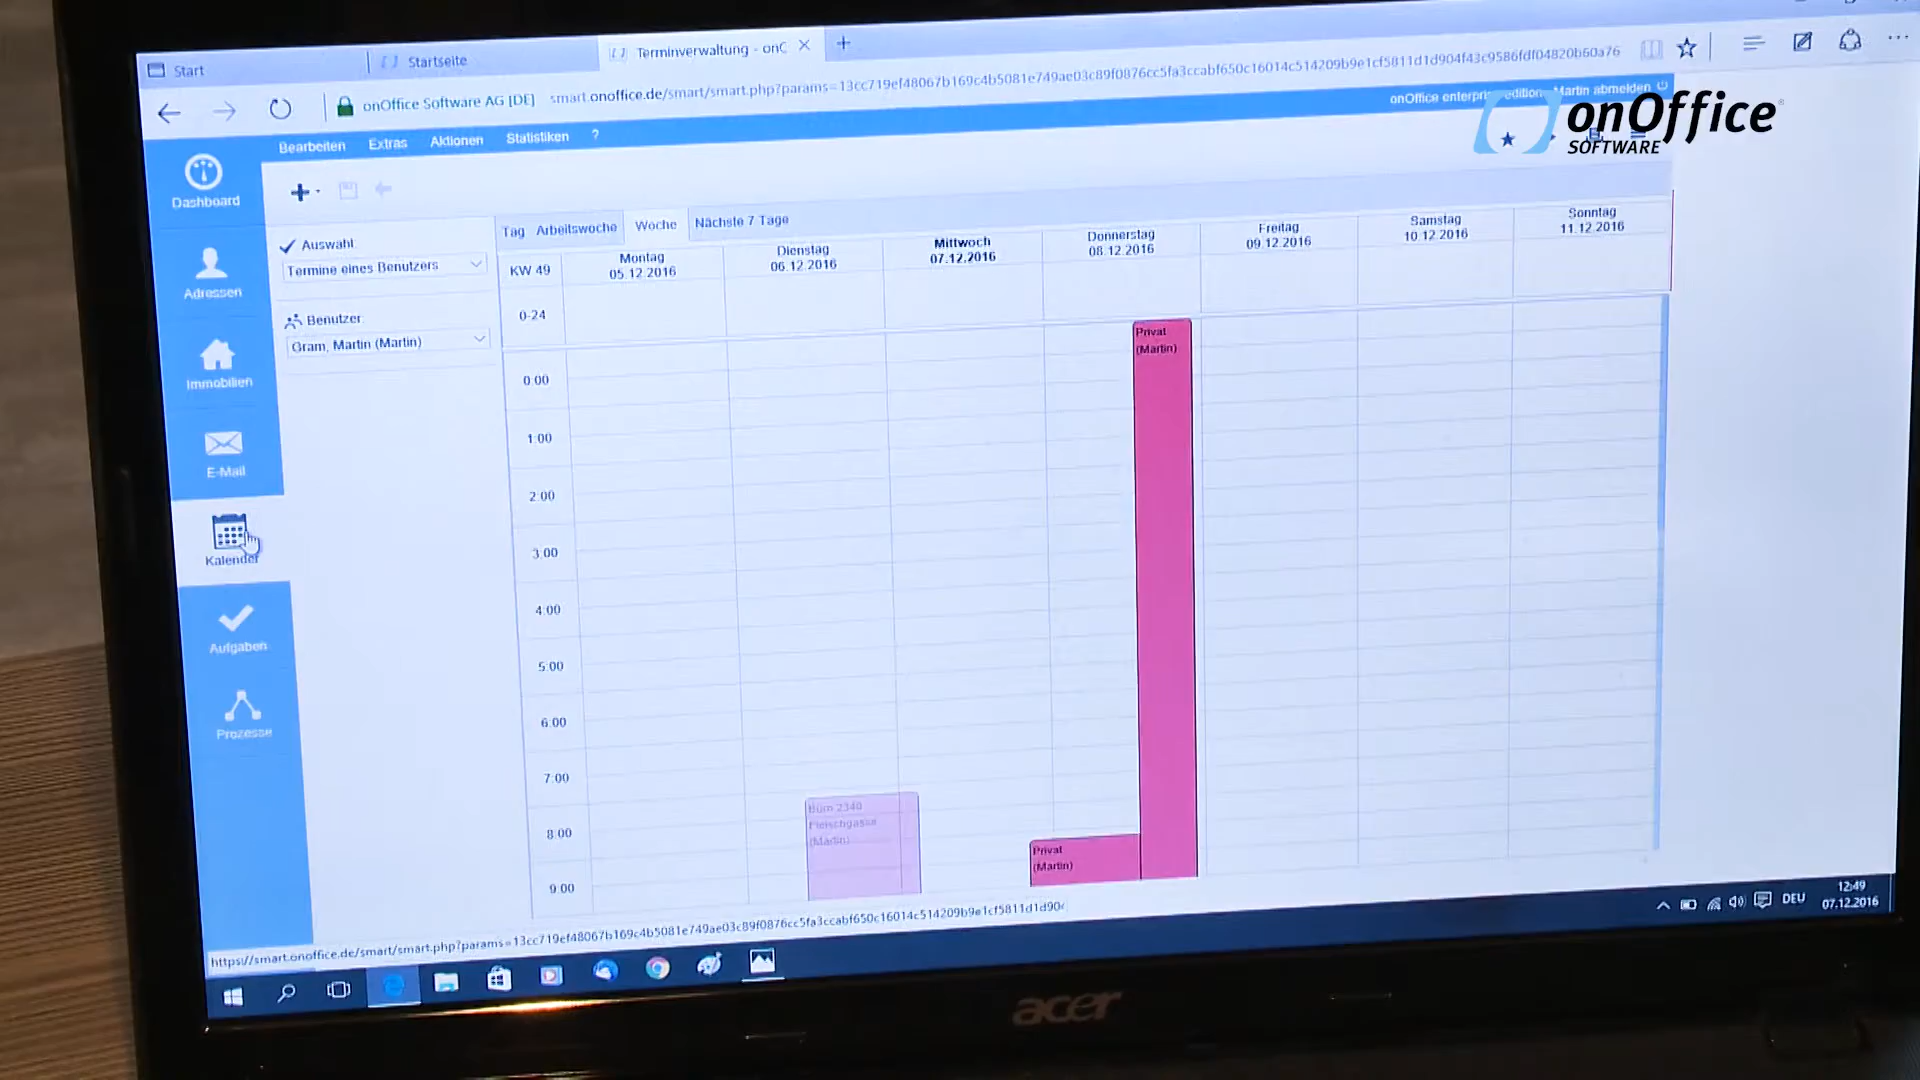 Start
Startseite
Terminverwaltung - onC
onOffice Software AG [DE]
smart.onoffice.de/smart/smart.php?params=13cc719ef48067b169c4b5081e749ae03c89f0876cc5fa3ccabf650c16014c514209b9e1cf5811d1d904f43c9586fdf04820b60a76
Bearbeiten Extras Aktionen Statistiken ?
Martin abmelden
onOffice
SOFTWARE
Dashboard
Adressen
Immobilien
E-Mail
Kalender
Aufgaben
Prozesse
Auswahl:
Termine eines Benutzers
Benutzer
Gram, Martin (Martin)
Tag Arbeitswoche Woche Nächste 7 Tage
KW 49
Montag
05.12.2016
Dienstag
06.12.2016
Mittwoch
07.12.2016
Donnerstag
08.12.2016
Freitag
09.12.2016
Samstag
10.12.2016
Sonntag
11.12.2016
0-24
0:00
1:00
2:00
3:00
4:00
5:00
6:00
7:00
8:00
9:00
Privat
(Martin)
Fleischgasse
(Martin)
Privat
(Martin)
https://smart.onoffice.de/smart/smart.php?params=13cc719ef48067b169c4b5081e749ae03c89f0876cc5fa3ccabf650c16014c514209b9e1cf5811d1d90
DEU
12:49
07.12.2016
acer